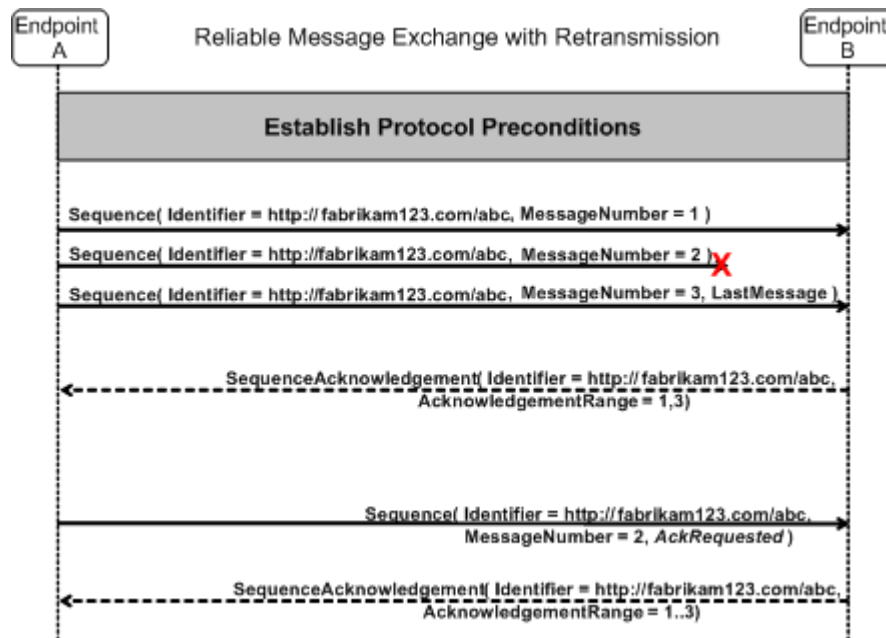 Endpoint
A
Reliable Message Exchange with Retransmission
Endpoint
B
Establish Protocol Preconditions
Sequence( Identifier = http://fabrikam123.com/abc, MessageNumber = 1 )
Sequence( Identifier = http://fabrikam123.com/abc, MessageNumber = 2 )
X
Sequence( Identifier = http://fabrikam123.com/abc, MessageNumber = 3, LastMessage )
SequenceAcknowledgement( Identifier = http://fabrikam123.com/abc,
AcknowledgementRange = 1,3)
Sequence( Identifier = http://fabrikam123.com/abc,
MessageNumber = 2, AckRequested )
SequenceAcknowledgement( Identifier = http://fabrikam123.com/abc,
AcknowledgementRange = 1..3)